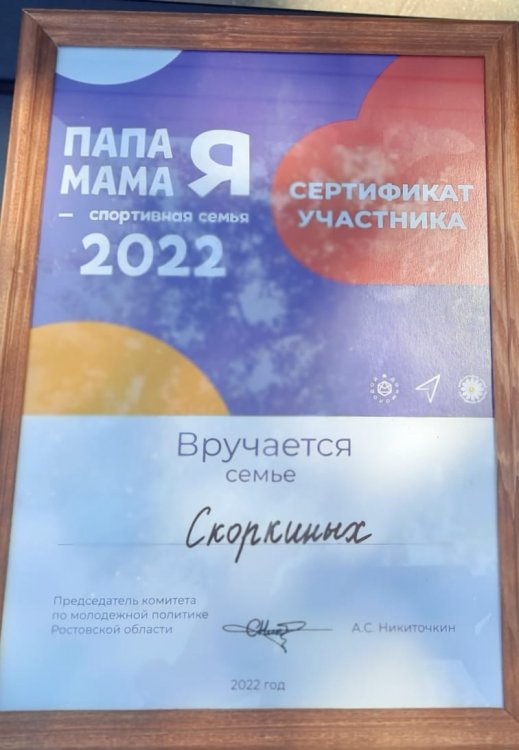 ПАПА
МАМА Я
— спортивная семья
2022
СЕРТИФИКАТ
УЧАСТНИКА
Вручается
семье
Скоркиных
Председатель комитета
по молодежной политике
Ростовской области
А.С. Никиточкин
2022 год